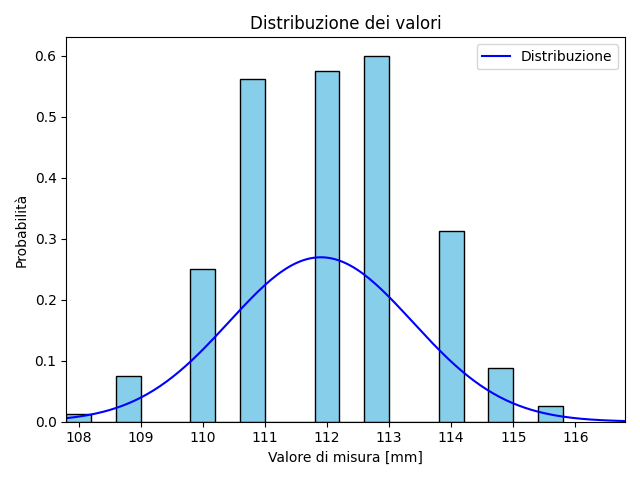 Distribuzione dei valori
Distribuzione
Probabilità
0.6
0.5
0.4
0.3
0.2
0.1
0.0
108 109 110 111 112 113 114 115 116
Valore di misura [mm]